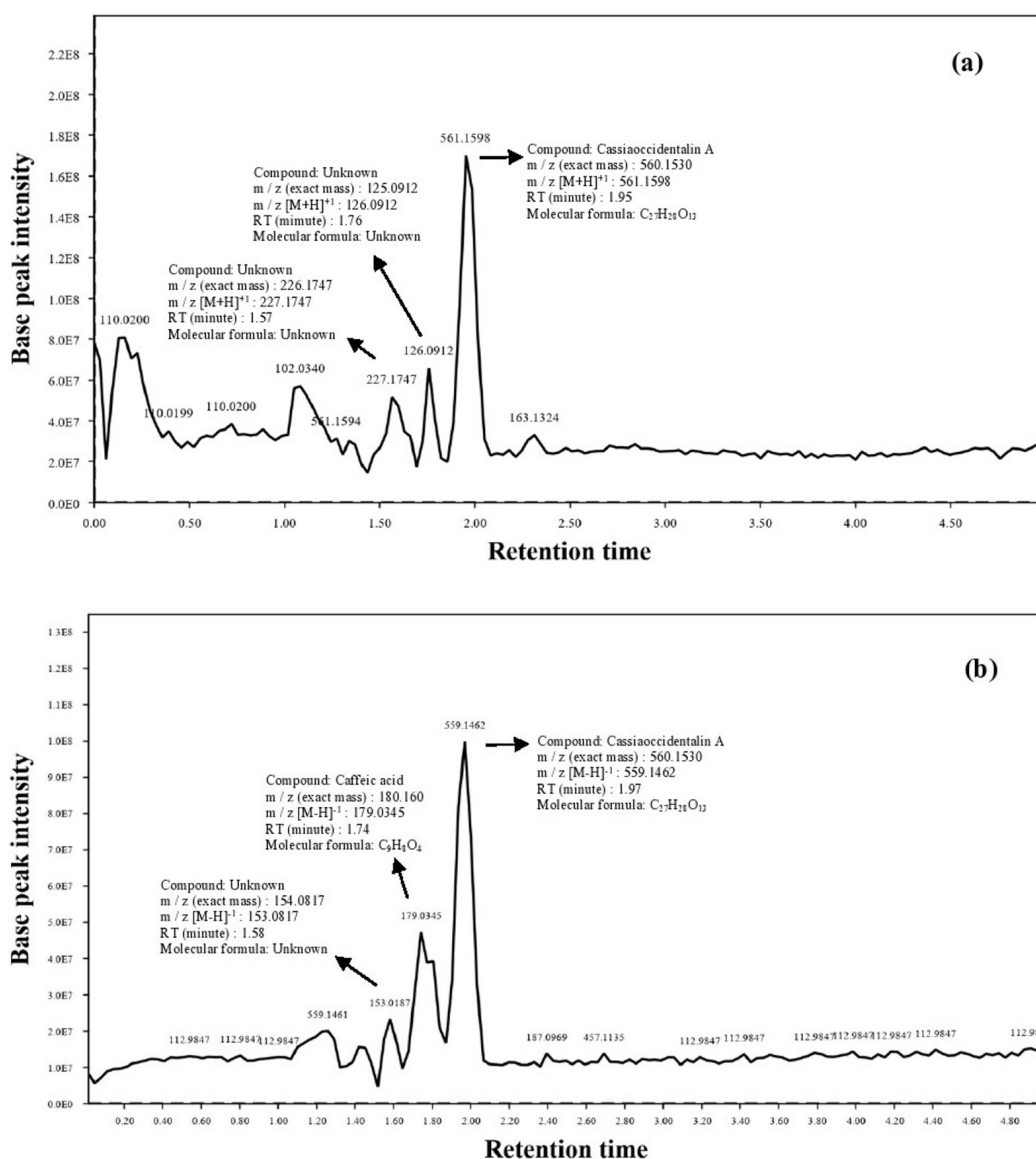 (a)
Base peak intensity
2.2E8
2.0E8
1.8E8
1.6E8
1.4E8
1.2E8
1.0E8
8.0E7
6.0E7
4.0E7
2.0E7
0.0E0
561.1598
Compound: Cassiaoccidentalin A
m / z (exact mass) : 560.1530
m / z [M+H]+1 : 561.1598
RT (minute) : 1.95
Molecular formula: C27H28O13
Compound: Unknown
m / z (exact mass) : 125.0912
m / z [M+H]+1 : 126.0912
RT (mimute) : 1.76
Molecular formula: Unknown
Compound: Unknown
m / z (exact mass) : 226.1747
m / z [M+H]+1 : 227.1747
RT (minute) : 1.57
Molecular formula: Unknown
110.0200
126.0912
102.0340
227.1747
110.0199
110.0200
561.1594
163.1324
0.00
0.50
1.00
1.50
2.00
2.50
3.00
3.50
4.00
4.50
Retention time
(b)
Base peak intensity
1.3E8
1.2E8
1.1E8
1.0E8
9.0E7
8.0E7
7.0E7
6.0E7
5.0E7
4.0E7
3.0E7
2.0E7
1.0E7
0.0E0
559.1462
Compound: Cassiaoccidentalin A
m / z (exact mass) : 560.1530
m / z [M-H]-1 : 559.1462
RT (minute) : 1.97
Molecular formula: C27H28O13
Compound: Caffeic acid
m / z (exact mass) : 180.160
m / z [M-H]-1 : 179.0345
RT (minute) : 1.74
Molecular formula: C9H8O4
Compound: Unknown
m / z (exact mass) : 154.0817
m / z [M-H]-1 : 153.0817
RT (minute) : 1.58
Molecular formula: Unknown
179.0345
153.0187
559.1461
112.9847
112.9847
112.9847
187.0969
457.1135
112.9847
112.9847
112.9847
112.9847
112.9847
112.9847
0.20
0.40
0.60
0.80
1.00
1.20
1.40
1.60
1.80
2.00
2.20
2.40
2.60
2.80
3.00
3.20
3.40
3.60
3.80
4.00
4.20
4.40
4.60
4.80
Retention time